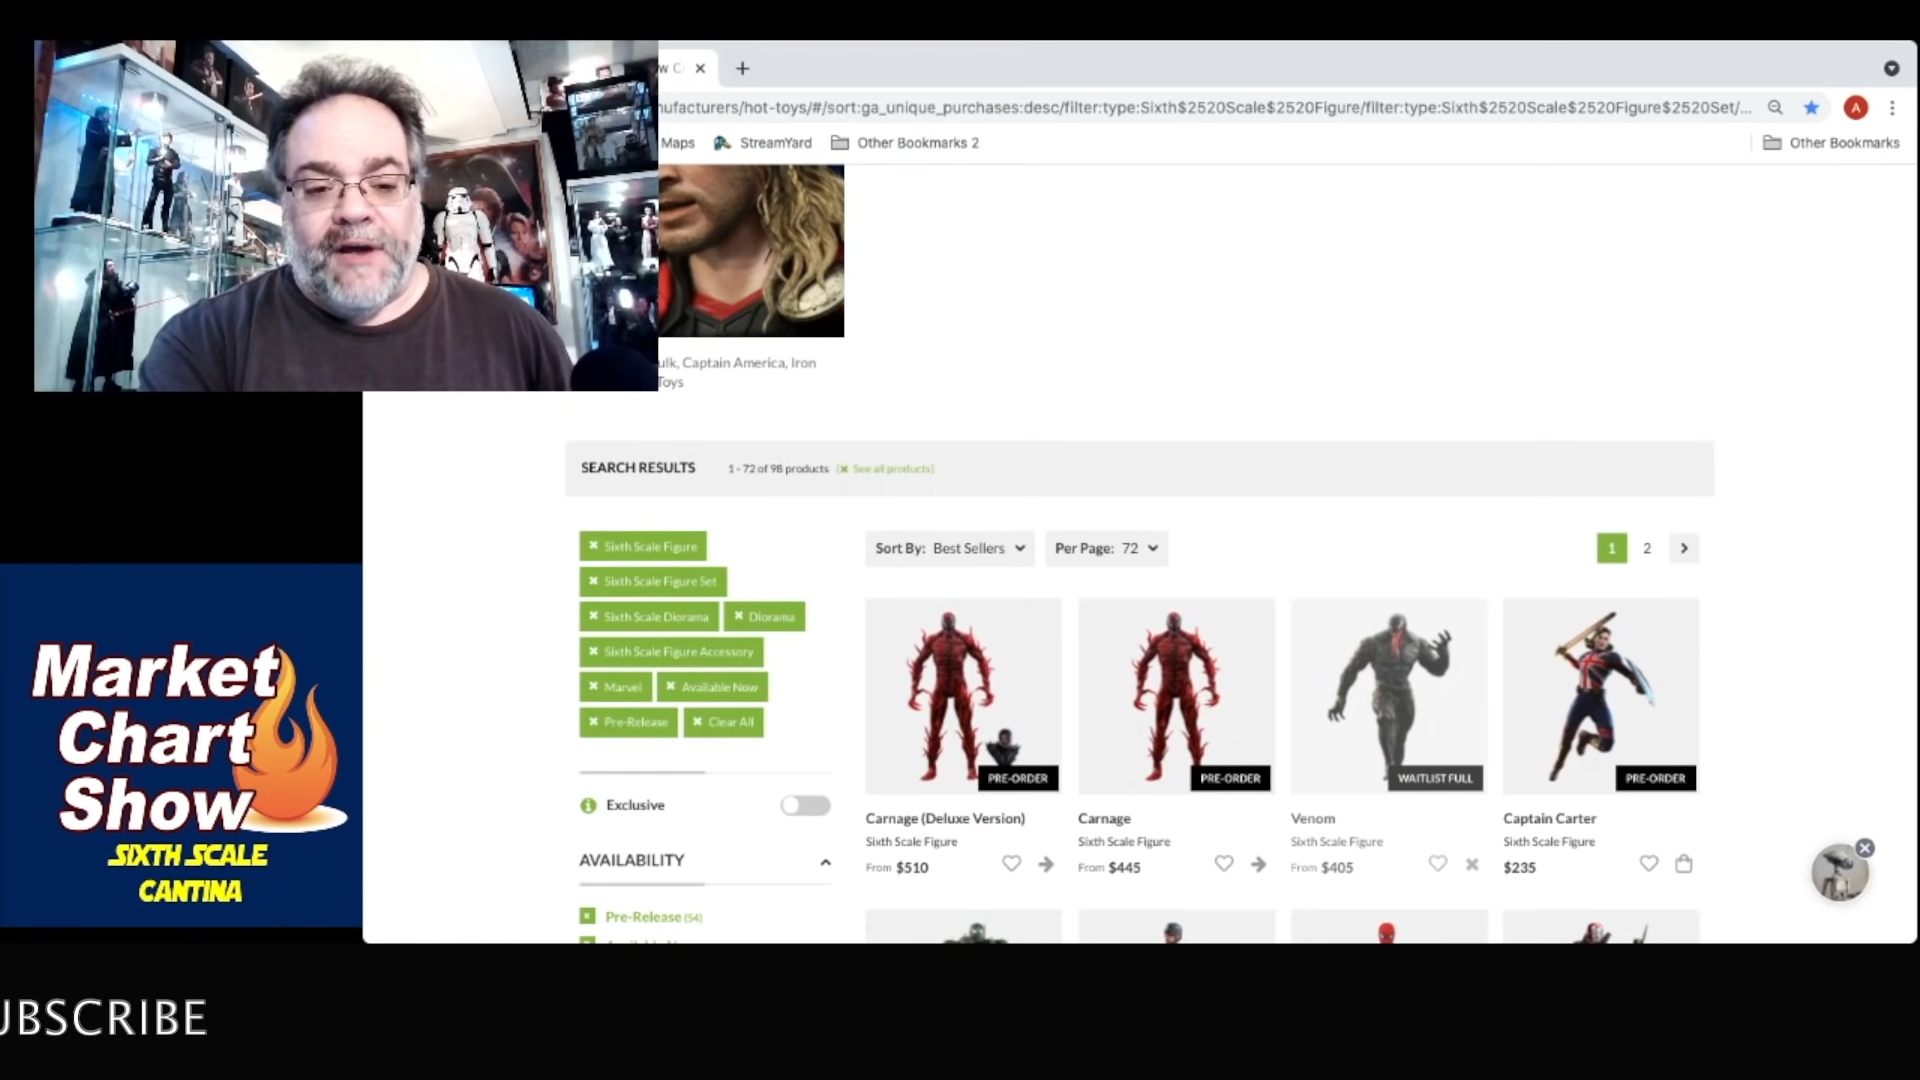 w C
ufacturers/hot-toys/#/sort:ga_unique_purchases:desc/filter:type:Sixth$2520Scale$2520Figure/filter:type:Sixth$2520Scale$2520Figure$2520Set/...
A
Maps
StreamYard
Other Bookmarks 2
Other Bookmarks
ulk, Captain America, Iron
Toys
SEARCH RESULTS
1 - 72 of 98 products
(✖ See all products)
Sixth Scale Figure
Sixth Scale Figure Set
Sixth Scale Diorama
Diorama
Sixth Scale Figure Accessory
Marvel
Available Now
Pre-Release
Clear All
Sort By: Best Sellers
Per Page: 72
1
2
PRE-ORDER
PRE-ORDER
WAITLIST FULL
PRE-ORDER
Carnage (Deluxe Version)
Sixth Scale Figure
From $510
Carnage
Sixth Scale Figure
From $445
Venom
Sixth Scale Figure
From $405
Captain Carter
Sixth Scale Figure
$235
Exclusive
AVAILABILITY
Pre-Release (54)
Market
Chart
Show
SIXTH SCALE
CANTINA
UBSCRIBE